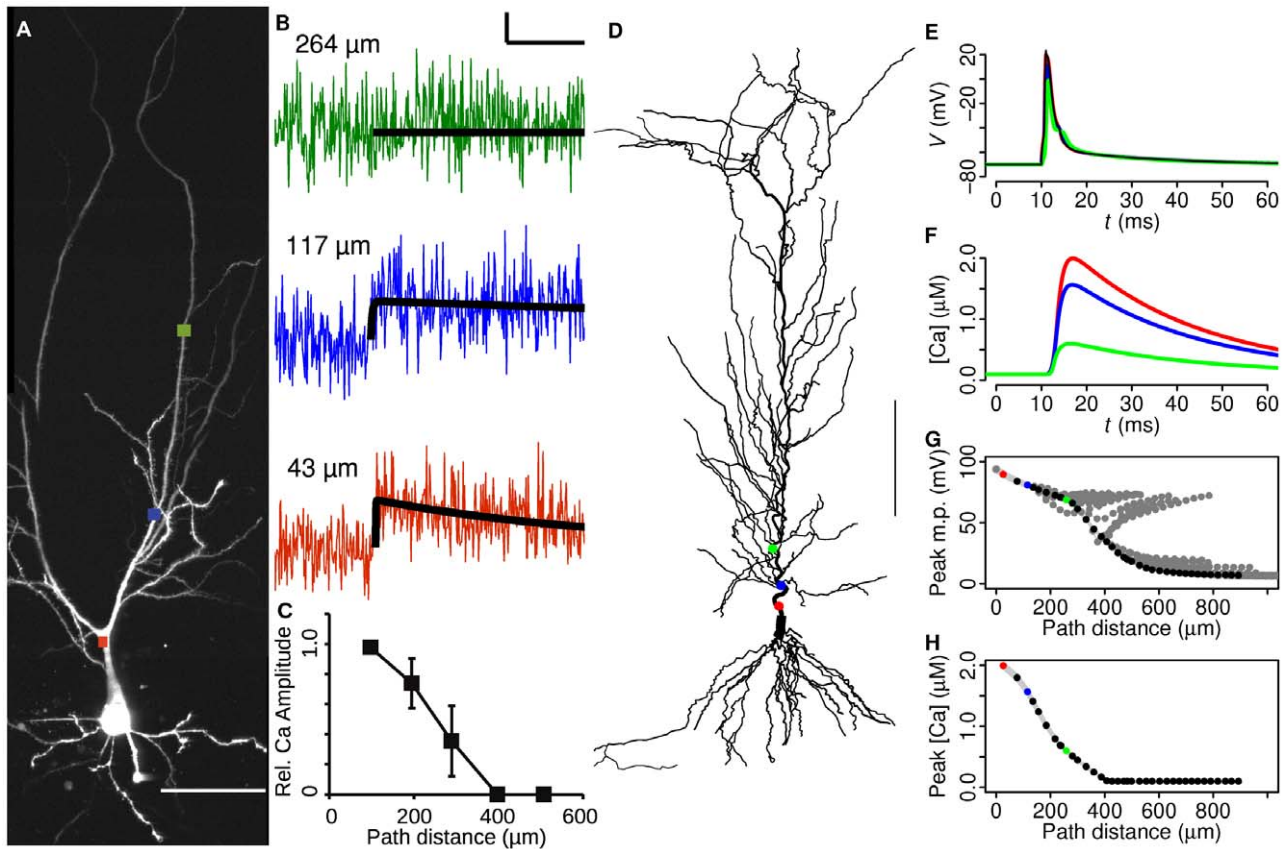 A
B
264 µm
117 µm
43 µm
C
Rel. Ca Amplitude
1.0
0
0
200
400
600
Path distance (µm)
D
E
V (mV)
20
-20
-80
0
10
20
30
40
50
60
t (ms)
F
[Ca] (µM)
2.0
1.0
0.0
0
10
20
30
40
50
60
t (ms)
G
Peak m.p. (mV)
100
50
0
0
200
400
600
800
Path distance (µm)
H
Peak [Ca] (µM)
2.0
1.0
0.0
0
200
400
600
800
Path distance (µm)